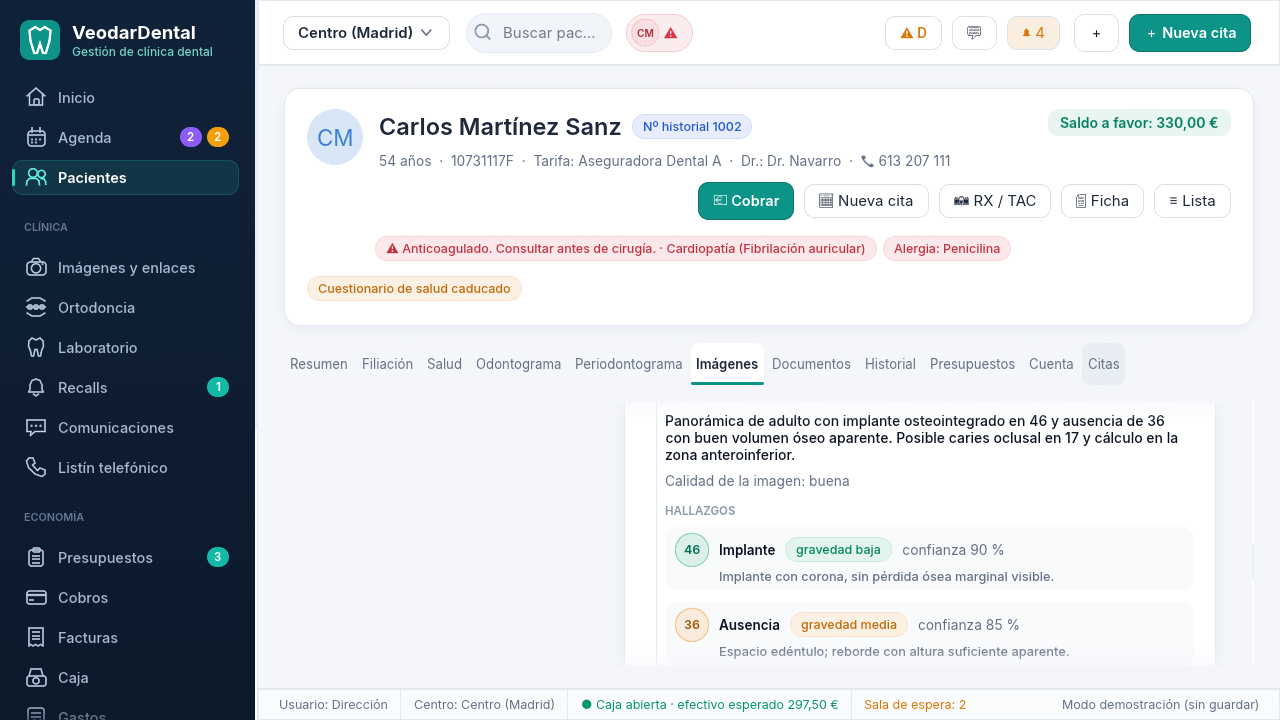 VeodarDental
Gestión de clínica dental
Inicio
Agenda 2 2
Pacientes
CLÍNICA
Imágenes y enlaces
Ortodoncia
Laboratorio
Recalls 1
Comunicaciones
Listín telefónico
ECONOMÍA
Presupuestos 3
Cobros
Facturas
Caja
Gastos
Centro (Madrid) Buscar pac... CM D 4 + + Nueva cita
CM Carlos Martínez Sanz Nº historial 1002 Saldo a favor: 330,00 €
54 años · 10731117F · Tarifa: Aseguradora Dental A · Dr.: Dr. Navarro · 613 207 111
Cobrar Nueva cita RX / TAC Ficha Lista
Anticoagulado. Consultar antes de cirugía. · Cardiopatía (Fibrilación auricular) Alergia: Penicilina
Cuestionario de salud caducado
Resumen Filiación Salud Odontograma Periodontograma Imágenes Documentos Historial Presupuestos Cuenta Citas
Panorámica de adulto con implante osteointegrado en 46 y ausencia de 36
con buen volumen óseo aparente. Posible caries oclusal en 17 y cálculo en la
zona anteroinferior.
Calidad de la imagen: buena
HALLAZGOS
46 Implante gravedad baja confianza 90 %
Implante con corona, sin pérdida ósea marginal visible.
36 Ausencia gravedad media confianza 85 %
Espacio edéntulo; reborde con altura suficiente aparente.
Usuario: Dirección Centro: Centro (Madrid) Caja abierta · efectivo esperado 297,50 € Sala de espera: 2 Modo demostración (sin guardar)